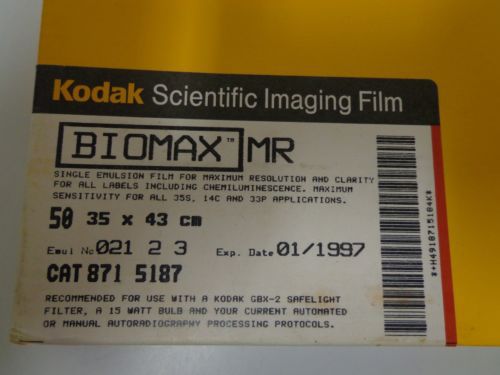 Kodak Scientific Imaging Film
BIOMAX™ MR
SINGLE EMULSION FILM FOR MAXIMUM RESOLUTION AND CLARITY
FOR ALL LABELS INCLUDING CHEMILUMINESCENCE. MAXIMUM
SENSITIVITY FOR ALL 35S, 14C AND 33P APPLICATIONS.
50 35 x 43 cm
Emul No 021 2 3 Exp. Date 01/1997
CAT 871 5187
RECOMMENDED FOR USE WITH A KODAK GBX-2 SAFELIGHT
FILTER, A 15 WATT BULB AND YOUR CURRENT AUTOMATED
OR MANUAL AUTORADIOGRAPHY PROCESSING PROTOCOLS.
*+H4918715184K*